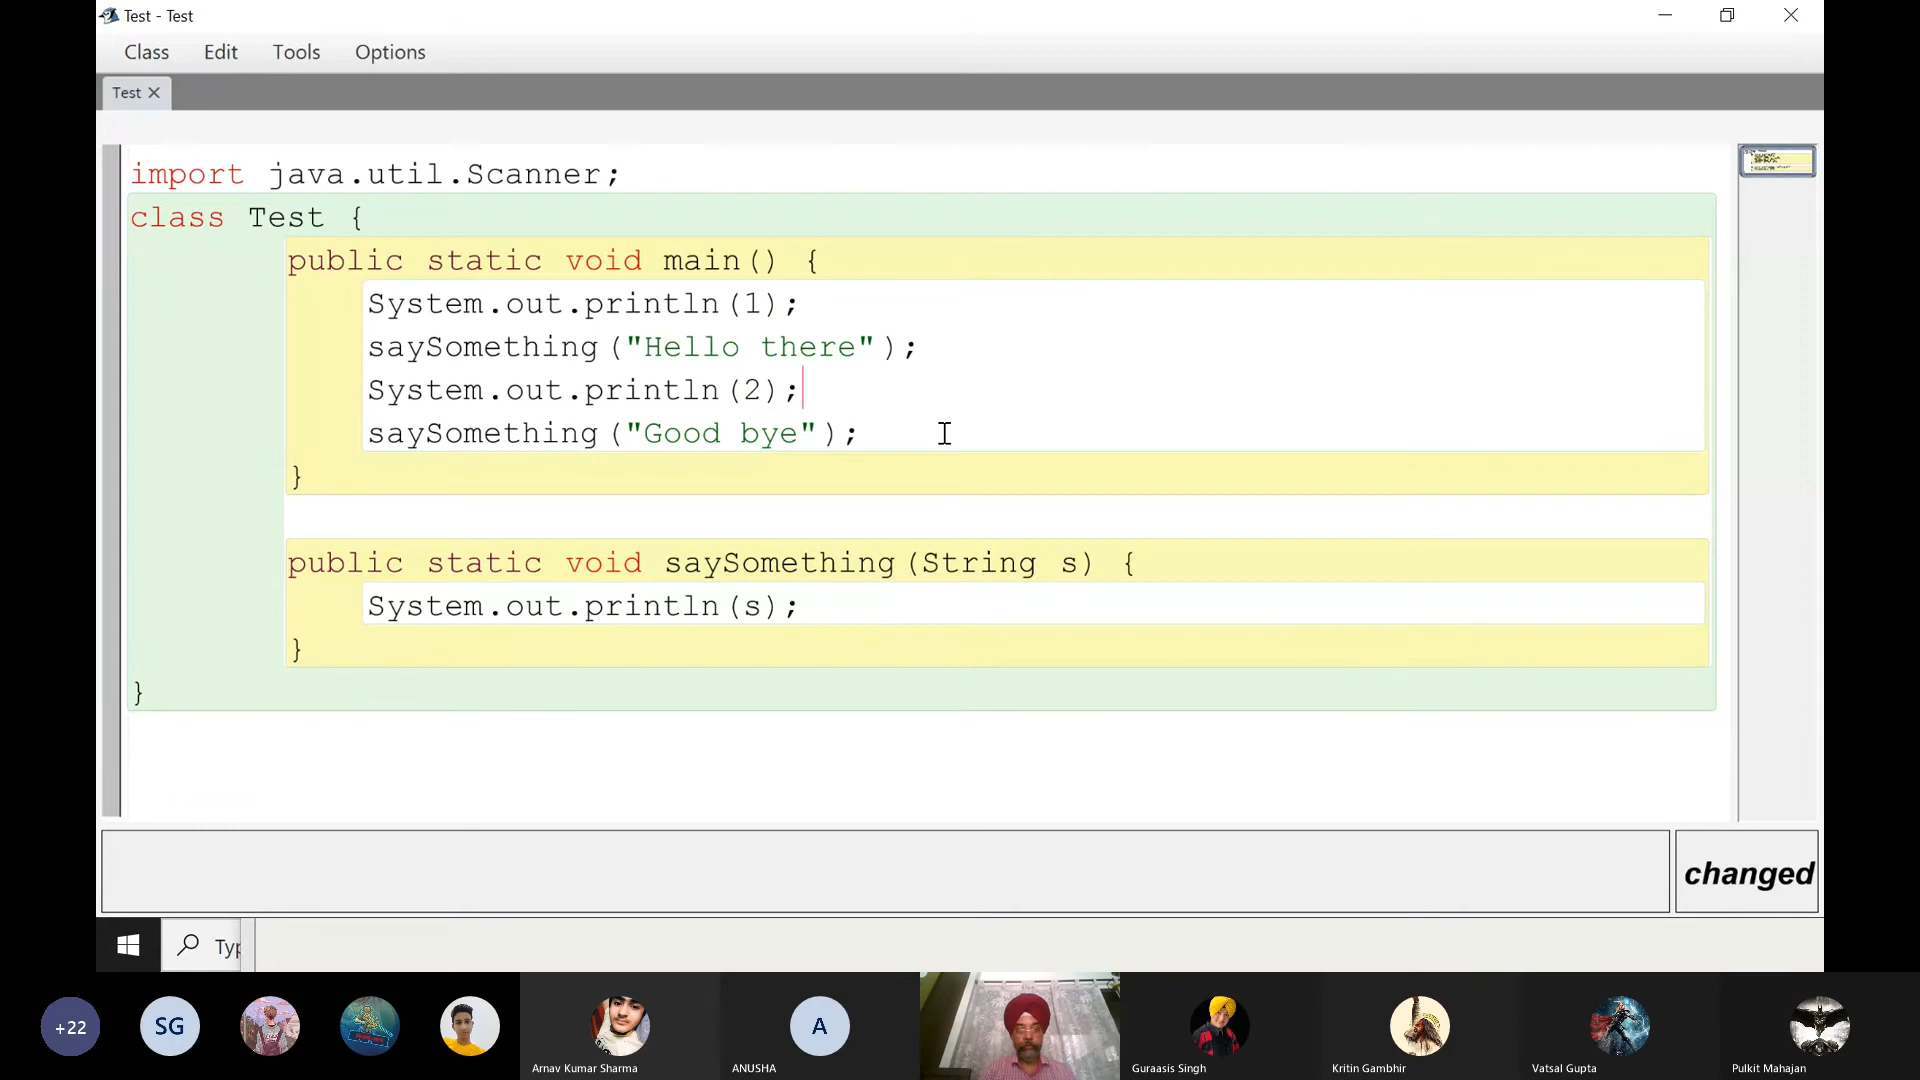 Test - Test
Class Edit Tools Options
Test
import java.util.Scanner;
class Test {
public static void main() {
System.out.println(1);
saySomething("Hello there");
System.out.println(2);
saySomething("Good bye");
}
public static void saySomething(String s) {
System.out.println(s);
}
}
changed
Typ
+22
SG
A
Arnav Kumar Sharma
ANUSHA
Guraasis Singh
Kritin Gambhir
Vatsal Gupta
Pulkit Mahajan